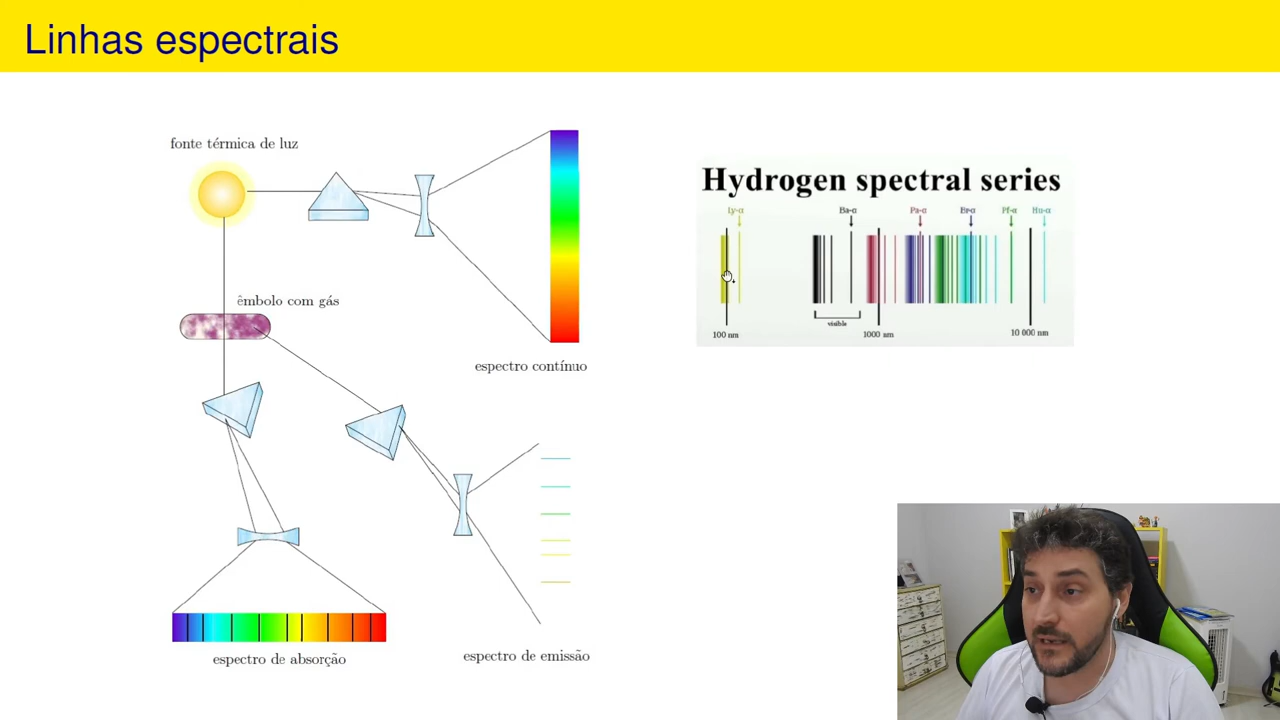 Linhas espectrais
fonte térmica de luz
êmbolo com gás
espectro contínuo
espectro de absorção
espectro de emissão
Hydrogen spectral series
Ly-α
Ba-α
Pa-α
Br-α
Pf-α
Hu-α
visible
100 nm
1000 nm
10 000 nm